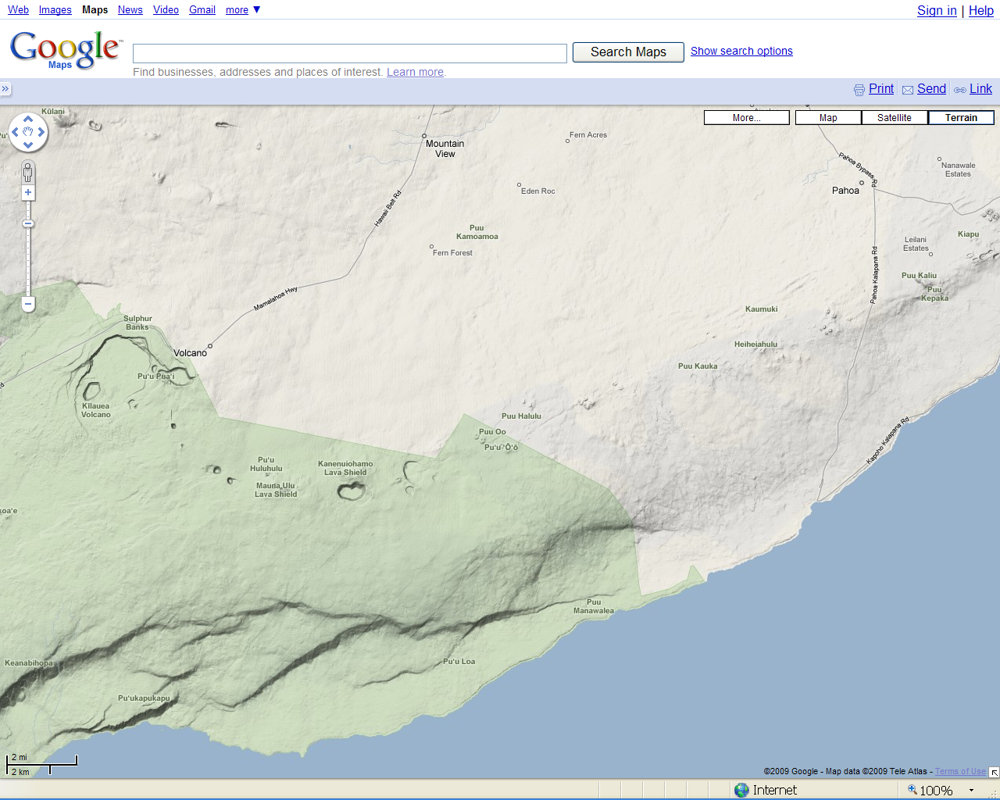 Web Images Maps News Video Gmail more ▼
Sign in | Help
Google™
Maps
Search Maps
Show search options
Find businesses, addresses and places of interest. Learn more.
»
Print
Send
Link
More...
Map
Satellite
Terrain
Kūlani
Mountain
View
Fern Acres
Pahoa Bypass Rd
Nanawale
Estates
Eden Roc
Pahoa
Hawaii Belt Rd
Puu
Kamoamoa
Kiapu
Leilani
Estates
Fern Forest
Pahoa Kalapana Rd
Puu Kaliu
Puu
Kepaka
Mamalahoa Hwy
Kaumuki
Sulphur
Banks
Heiheiahulu
Volcano
Puu Kauka
Pu'u Pua'i
Kīlauea
Volcano
Puu Halulu
Kapoho Kalapana Rd
Puu Oo
Pu'u 'Ō'ō
Pu'u
Huluhulu
Kanenuiohamo
Lava Shield
Mauna Ulu
Lava Shield
koa'e
Puu
Manawalea
Keanabihopa
Pu'u Loa
Pu'ukapukapu
2 mi
2 km
©2009 Google - Map data ©2009 Tele Atlas - Terms of Use
Internet
100%